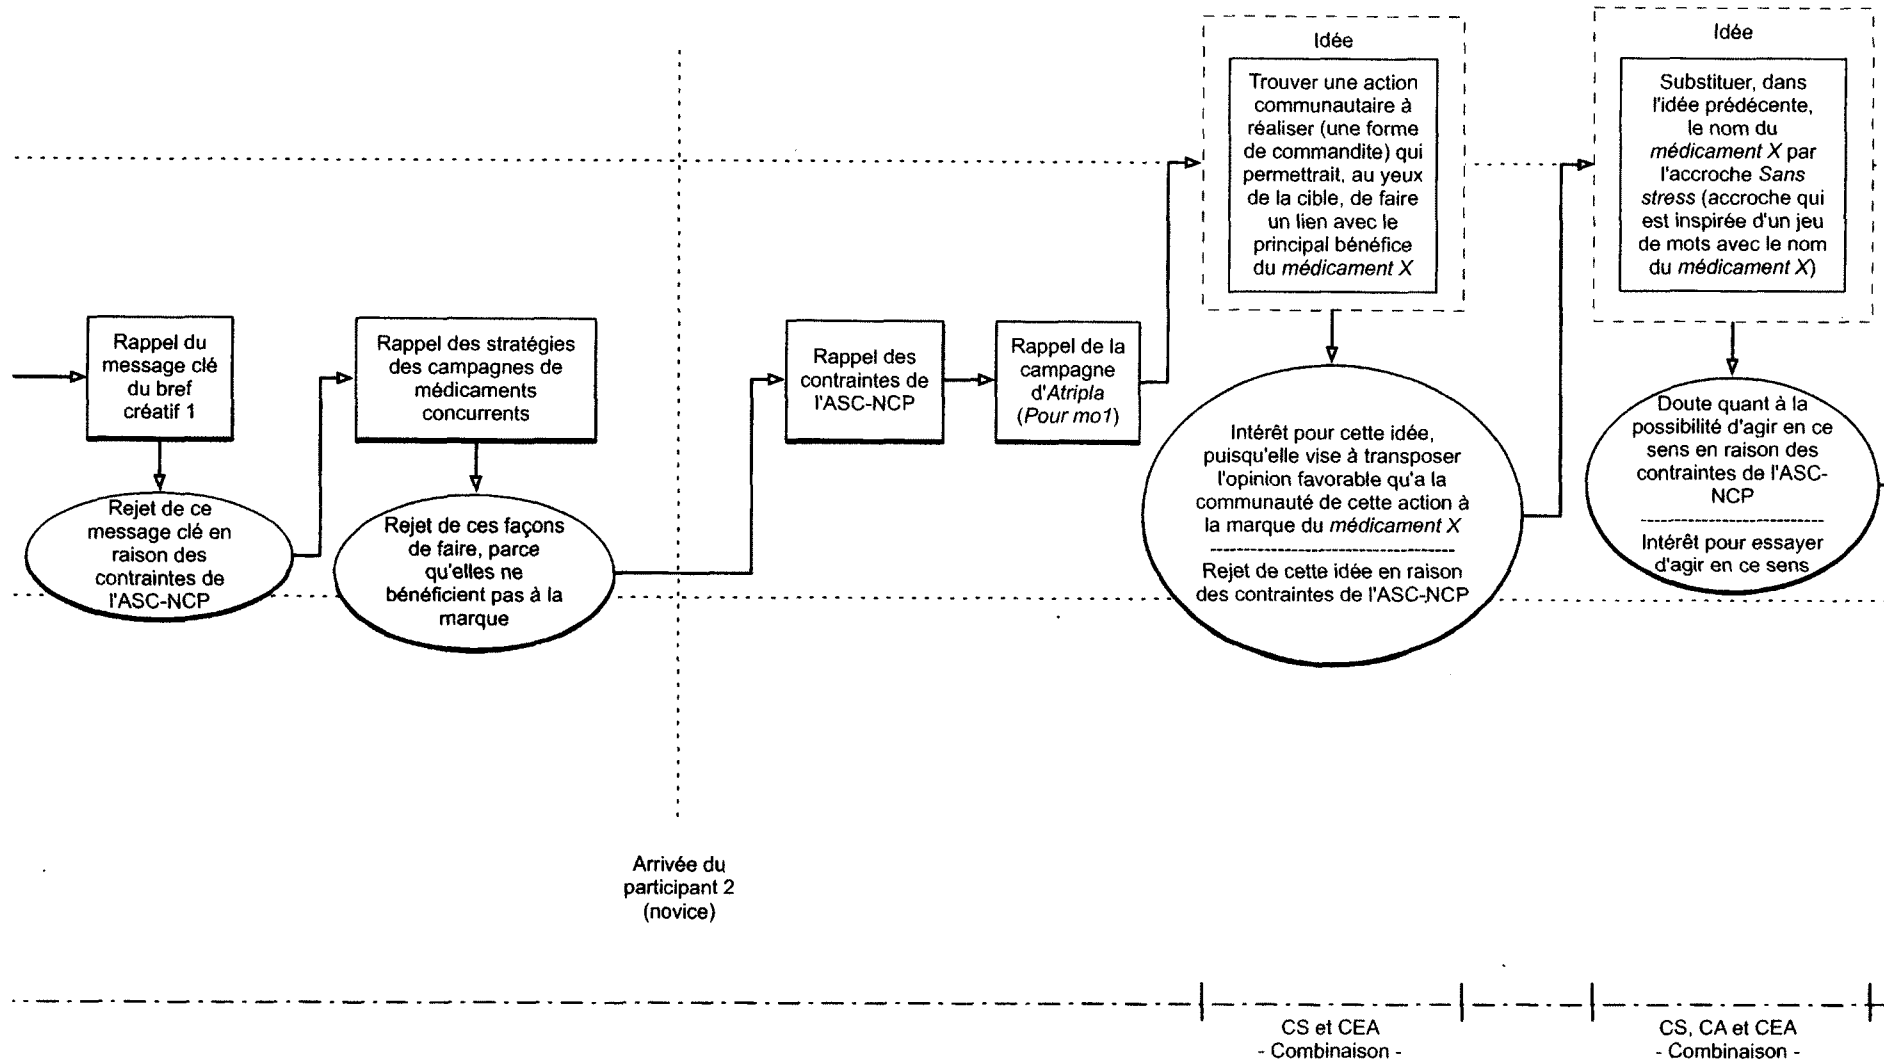 Rappel du
message clé
du bref
créatif 1
Rejet de ce
message clé en
raison des
contraintes de
l'ASC-NCP
Rappel des stratégies
des campagnes de
médicaments
concurrents
Rejet de ces façons
de faire, parce
qu'elles ne
bénéficient pas à la
marque
Arrivée du
participant 2
(novice)
Rappel des
contraintes de
l'ASC-NCP
Rappel de la
campagne
d'Atripla
(Pour mo1)
Idée
Trouver une action
communautaire à
réaliser (une forme
de commandite) qui
permettrait, au yeux
de la cible, de faire
un lien avec le
principal bénéfice
du médicament X
Intérêt pour cette idée,
puisqu'elle vise à transposer
l'opinion favorable qu'a la
communauté de cette action à
la marque du médicament X
Rejet de cette idée en raison
des contraintes de l'ASC-NCP
Idée
Substituer, dans
l'idée prédécente,
le nom du
médicament X par
l'accroche Sans
stress (accroche qui
est inspirée d'un jeu
de mots avec le nom
du médicament X)
Doute quant à la
possibilité d'agir en ce
sens en raison des
contraintes de l'ASC-
NCP
Intérêt pour essayer
d'agir en ce sens
CS et CEA
- Combinaison -
CS, CA et CEA
- Combinaison -